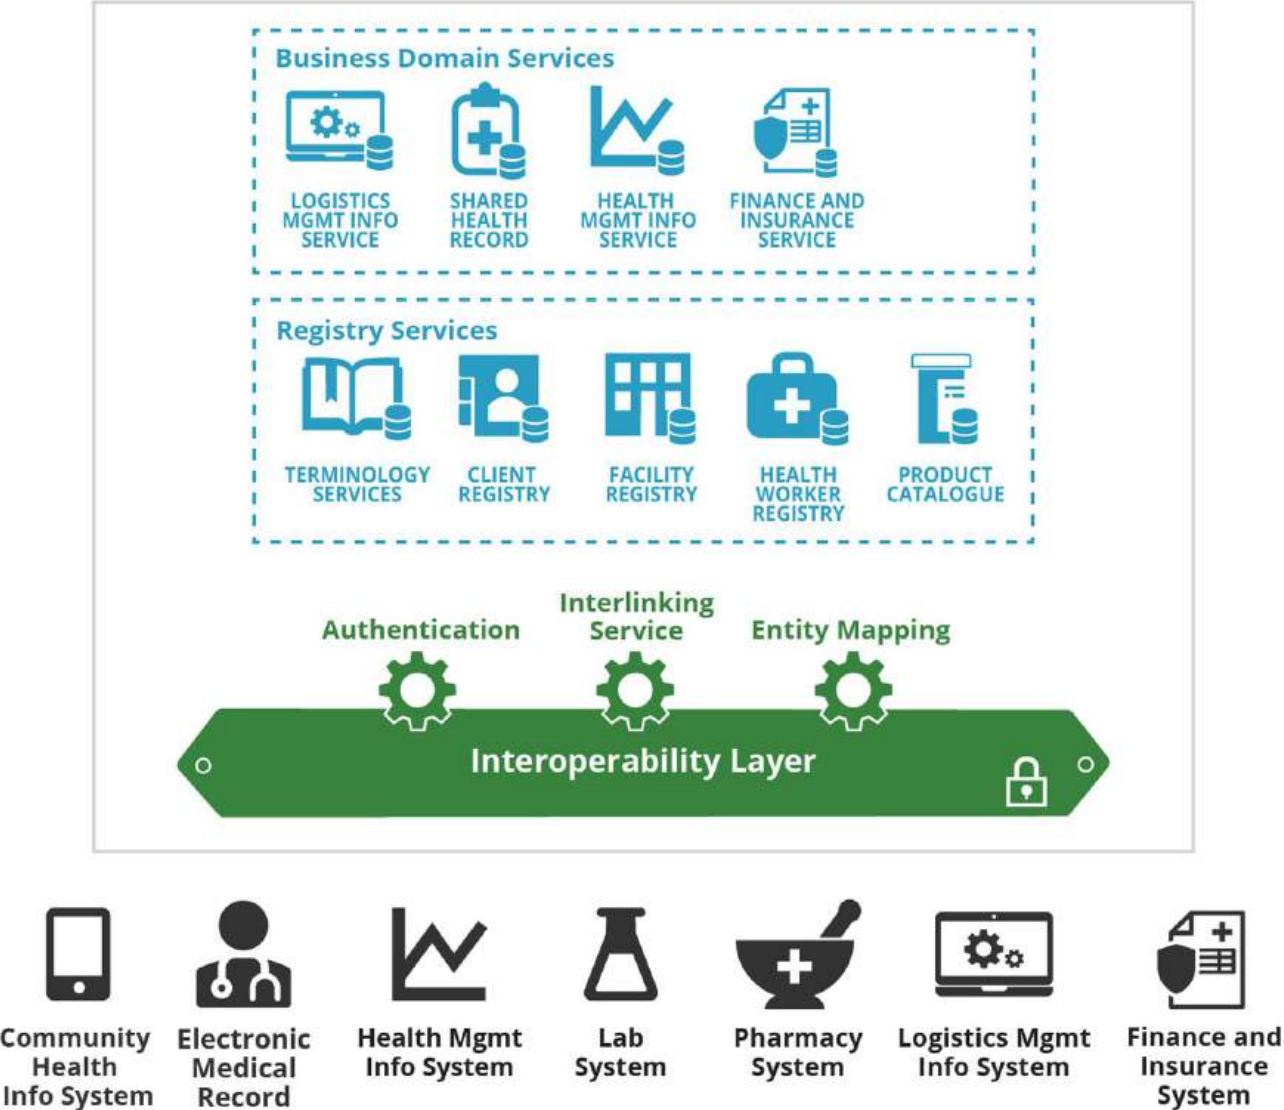 Business Domain Services
LOGISTICS
MGMT INFO
SERVICE
SHARED
HEALTH
RECORD
HEALTH
MGMT INFO
SERVICE
FINANCE AND
INSURANCE
SERVICE
Registry Services
TERMINOLOGY
SERVICES
CLIENT
REGISTRY
FACILITY
REGISTRY
HEALTH
WORKER
REGISTRY
PRODUCT
CATALOGUE
Authentication
Interlinking
Service
Entity Mapping
Interoperability Layer
Community
Health
Info System
Electronic
Medical
Record
Health Mgmt
Info System
Lab
System
Pharmacy
System
Logistics Mgmt
Info System
Finance and
Insurance
System